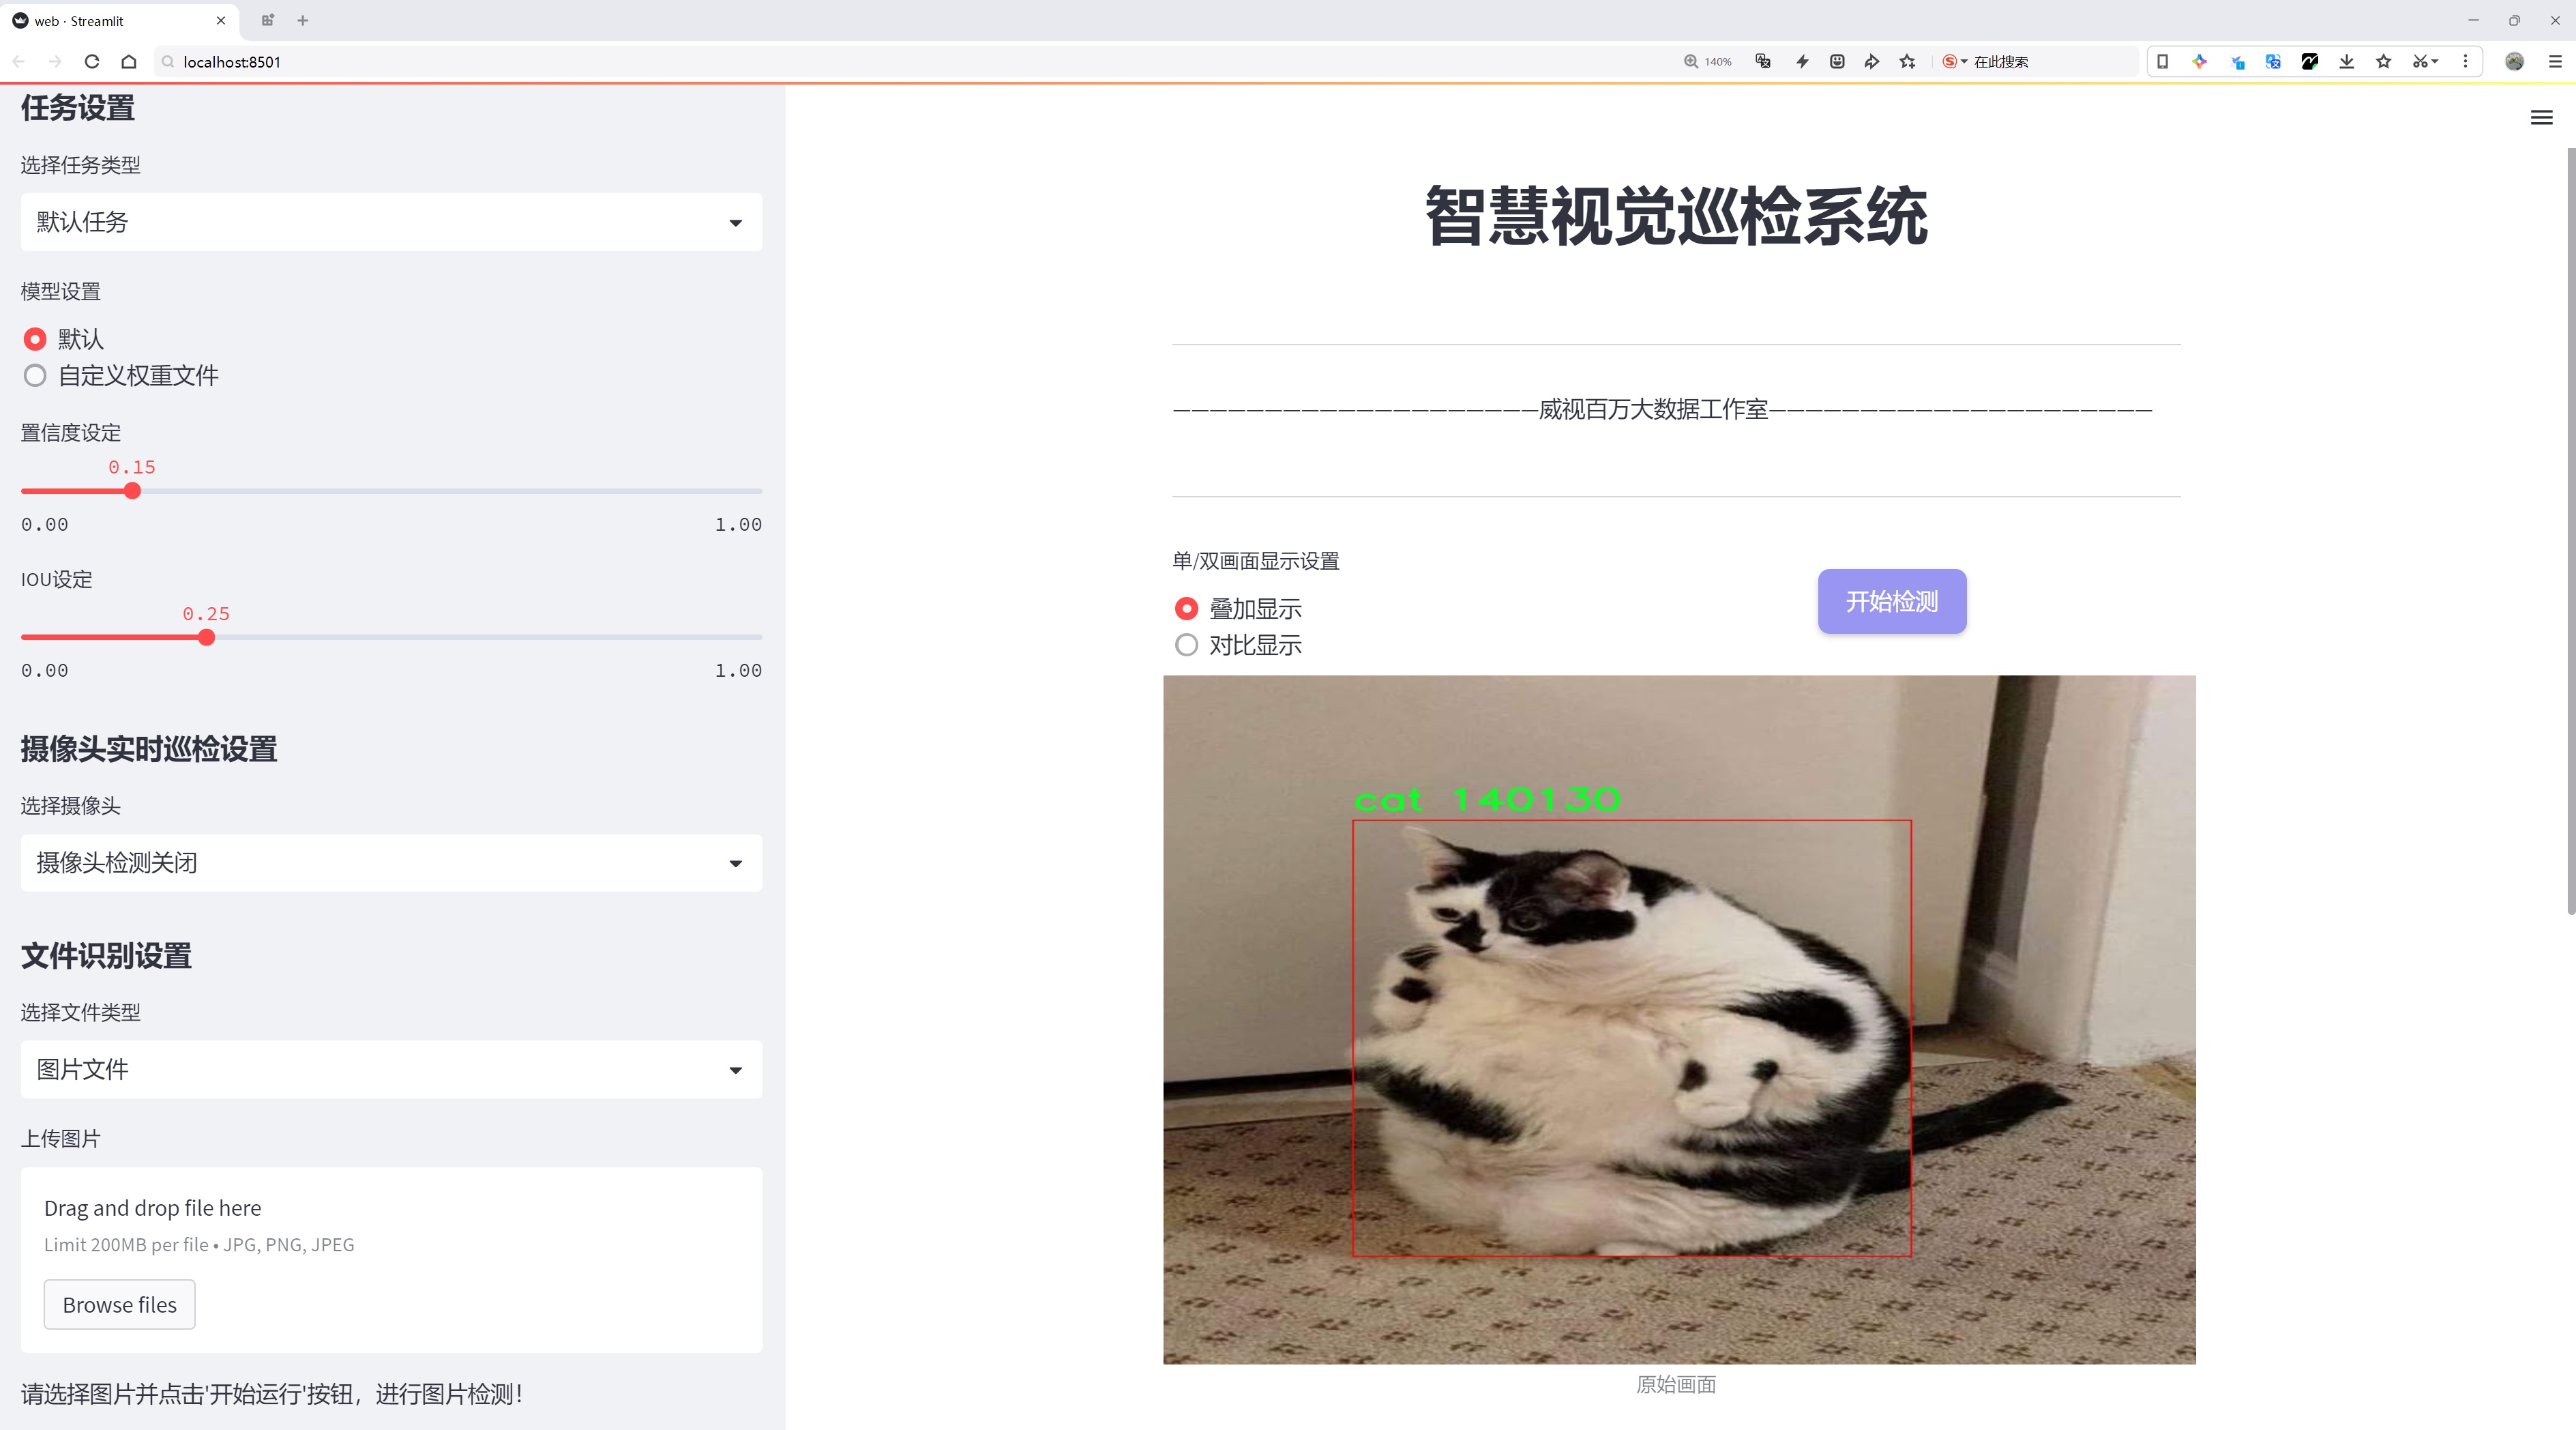 web · Streamlit
localhost:8501
140%
在此搜索
任务设置
选择任务类型
默认任务
模型设置
默认
自定义权重文件
置信度设定
0.15
0.00 1.00
IOU设定
0.25
0.00 1.00
摄像头实时巡检设置
选择摄像头
摄像头检测关闭
文件识别设置
选择文件类型
图片文件
上传图片
Drag and drop file here
Limit 200MB per file • JPG, PNG, JPEG
Browse files
请选择图片并点击'开始运行'按钮，进行图片检测！
智慧视觉巡检系统
————————————————————威视百万大数据工作室—————————————————————
单/双画面显示设置
叠加显示
对比显示
开始检测
cat 140130
原始画面